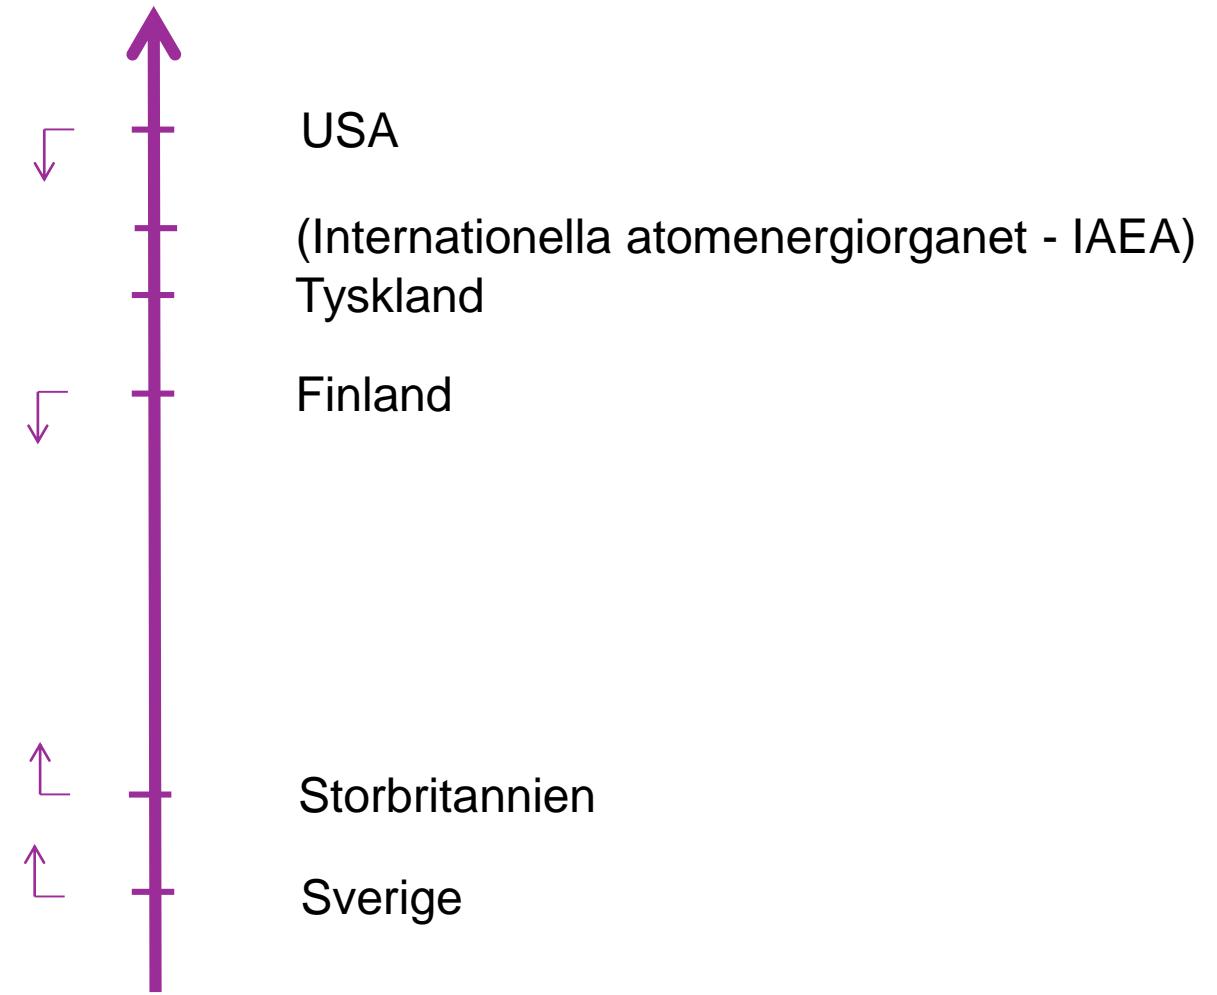 USA
(Internationella atomenergiorganet - IAEA)
Tyskland
Finland
Storbritannien
Sverige